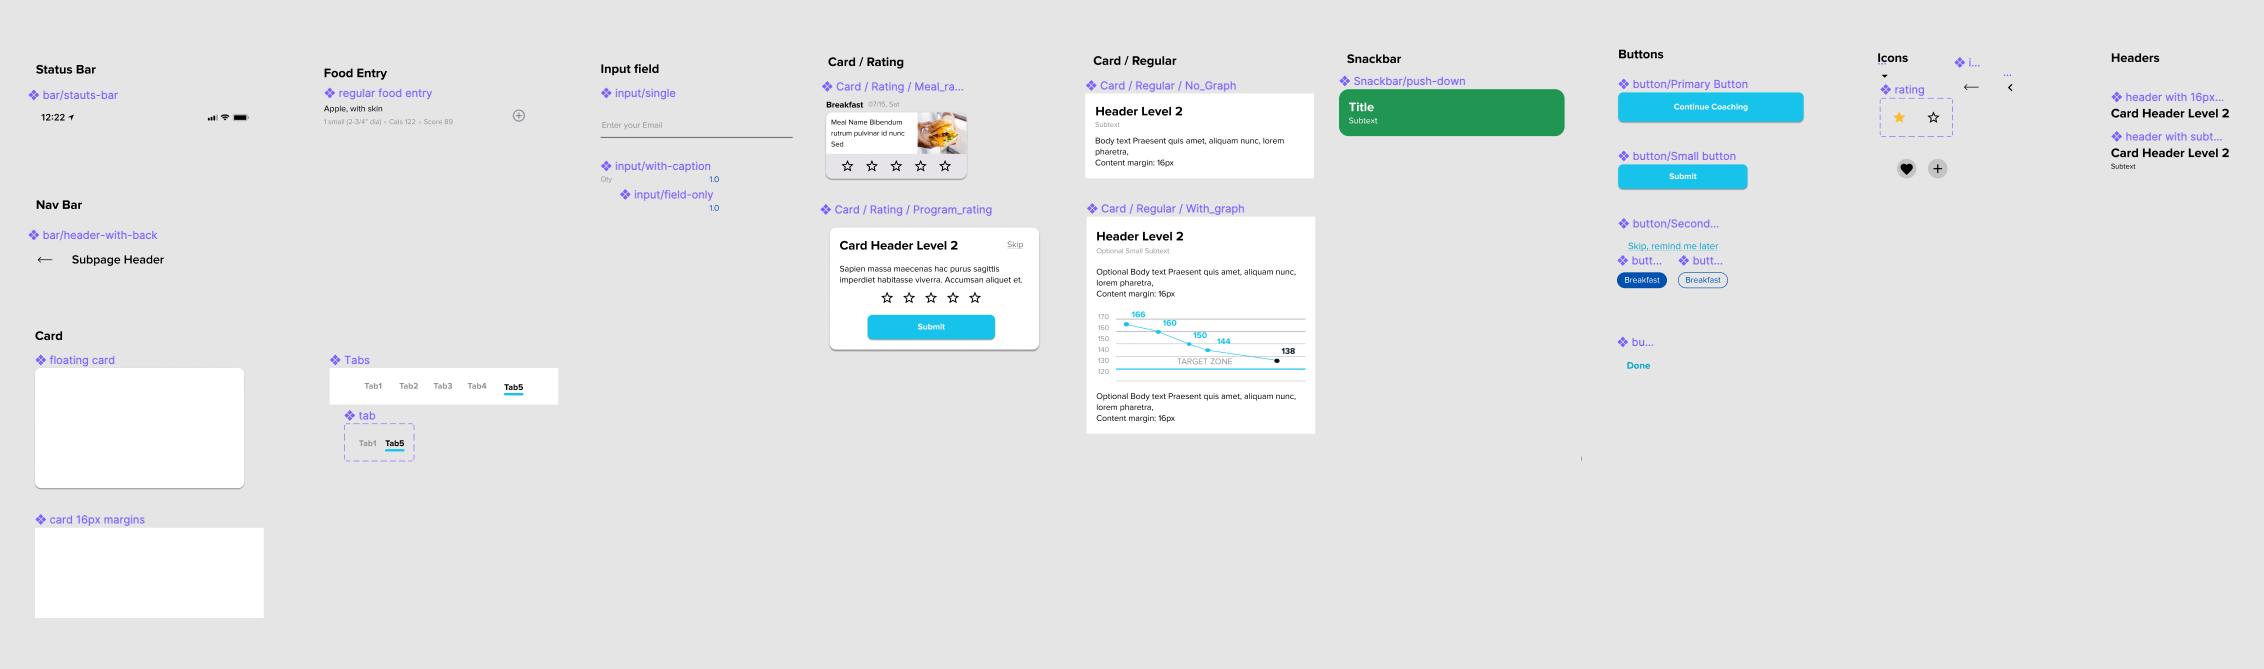 Status Bar
bar/stauts-bar
12:22
Nav Bar
bar/header-with-back
Subpage Header
Card
floating card
card 16px margins
Food Entry
regular food entry
Apple, with skin
1 small (2-3/4" dia) • Cals 122 • Score 89
Tabs
Tab1 Tab2 Tab3 Tab4 Tab5
tab
Tab1 Tab5
Input field
input/single
Enter your Email
input/with-caption
Qty 1.0
input/field-only
1.0
Card / Rating
Card / Rating / Meal_ra...
Breakfast 07/15, Sat
Meal Name Bibendum
rutrum pulvinar id nunc
Sed
Card / Rating / Program_rating
Card Header Level 2 Skip
Sapien massa maecenas hac purus sagittis
imperdiet habitasse viverra. Accumsan aliquet et.
Submit
Card / Regular
Card / Regular / No_Graph
Header Level 2
Subtext
Body text Praesent quis amet, aliquam nunc, lorem
pharetra,
Content margin: 16px
Card / Regular / With_graph
Header Level 2
Optional Small Subtext
Optional Body text Praesent quis amet, aliquam nunc,
lorem pharetra,
Content margin: 16px
170
160
150
140
130
120
166
160
150
144
138
TARGET ZONE
Optional Body text Praesent quis amet, aliquam nunc,
lorem pharetra,
Content margin: 16px
Snackbar
Snackbar/push-down
Title
Subtext
Buttons
button/Primary Button
Continue Coaching
button/Small button
Submit
button/Second...
Skip, remind me later
butt... butt...
Breakfast Breakfast
bu...
Done
Icons
...
i...
...
rating
Headers
header with 16px...
Card Header Level 2
header with subt...
Card Header Level 2
Subtext